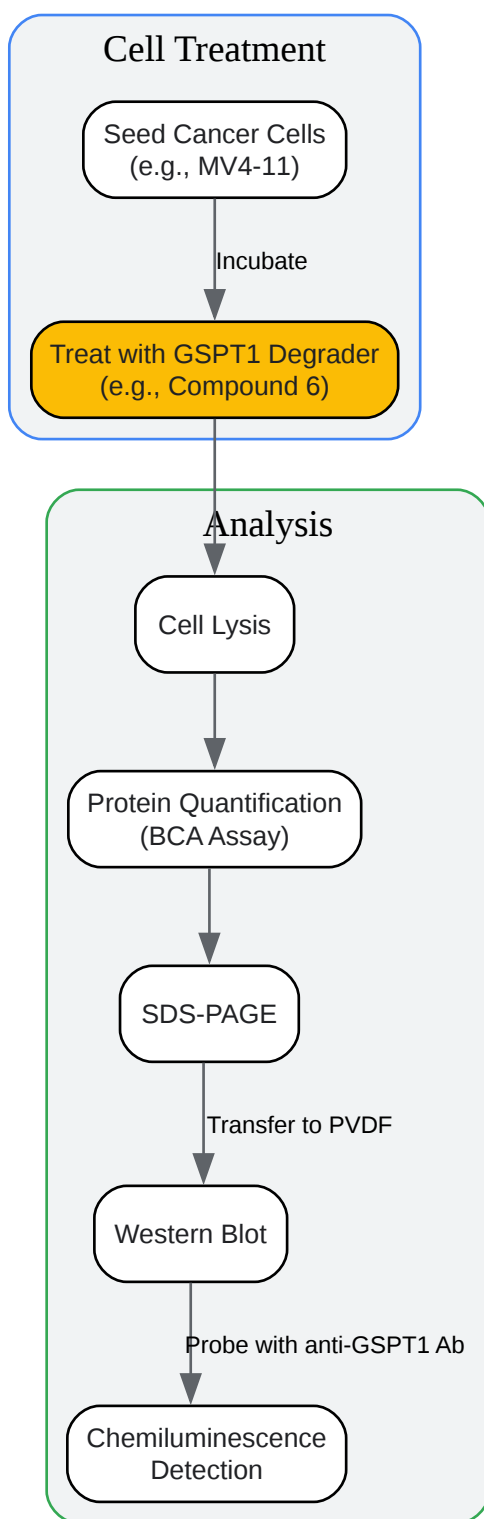 Cell Treatment
Seed Cancer Cells
(e.g., MV4-11)
Incubate
Treat with GSPT1 Degrader
(e.g., Compound 6)
Analysis
Cell Lysis
Protein Quantification
(BCA Assay)
SDS-PAGE
Transfer to PVDF
Western Blot
Probe with anti-GSPT1 Ab
Chemiluminescence
Detection